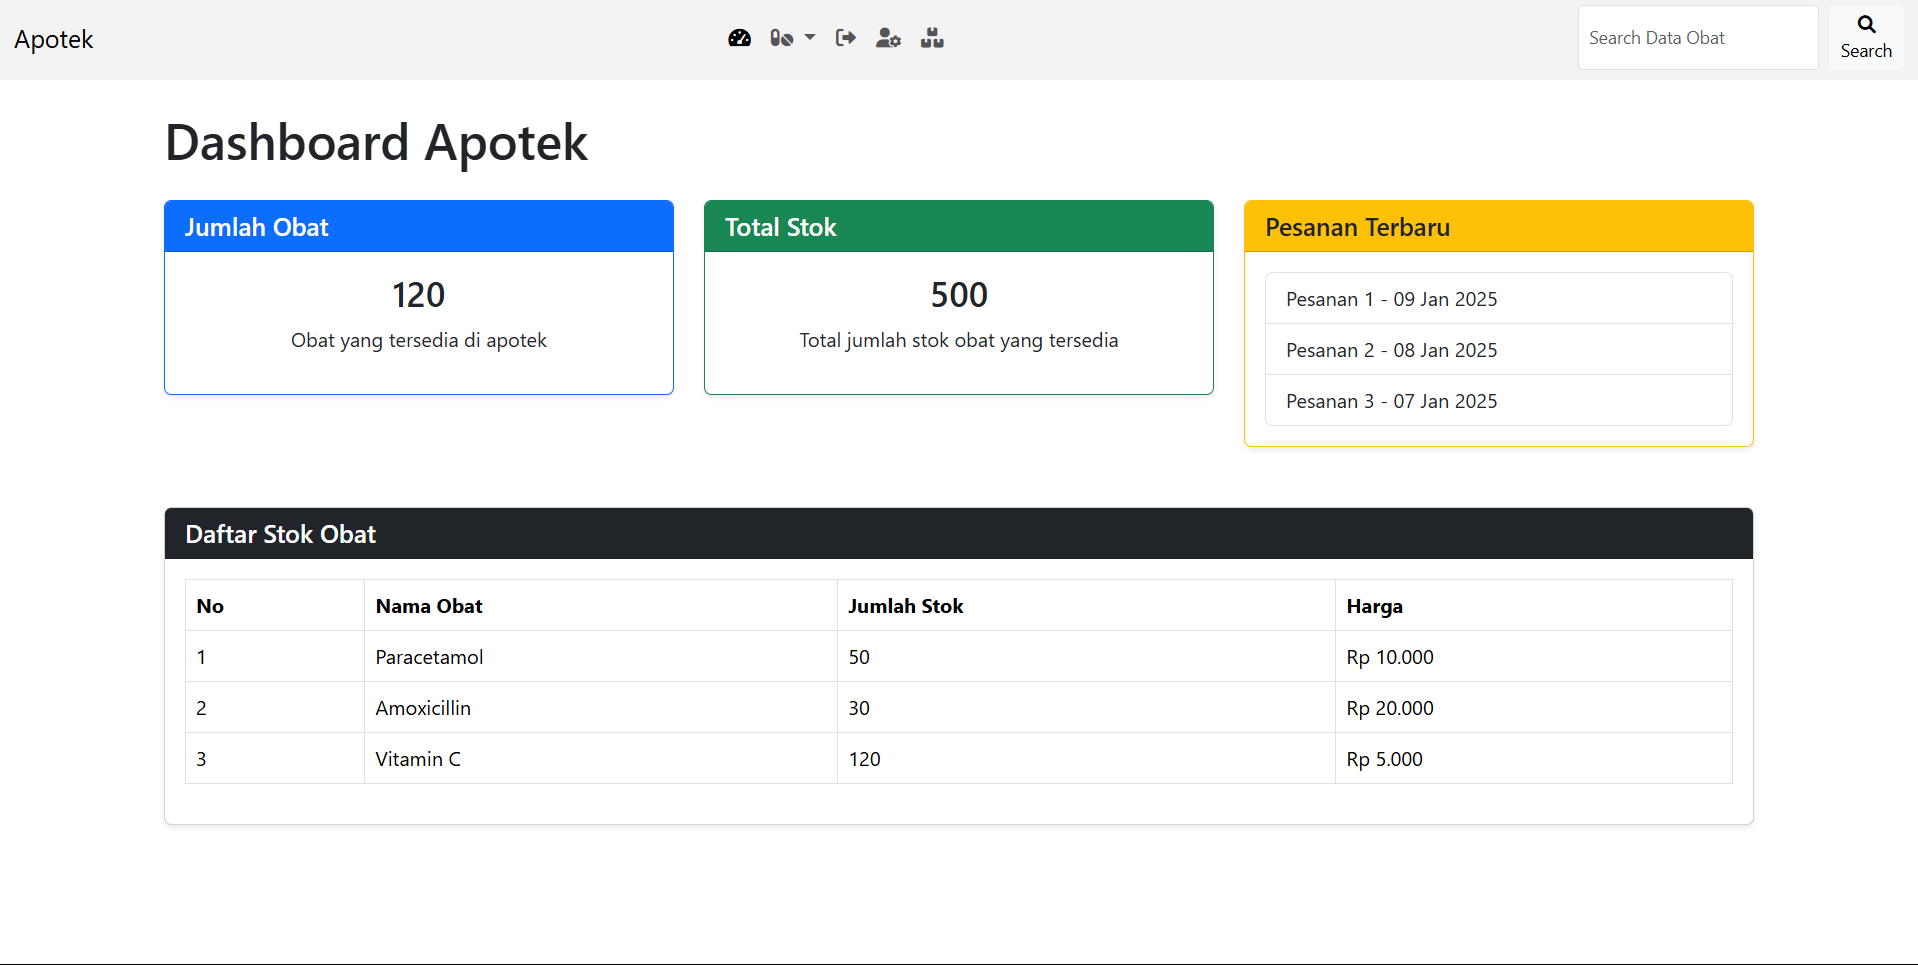 Apotek
Search Data Obat
Search
Dashboard Apotek
Jumlah Obat
120
Obat yang tersedia di apotek
Total Stok
500
Total jumlah stok obat yang tersedia
Pesanan Terbaru
Pesanan 1 - 09 Jan 2025
Pesanan 2 - 08 Jan 2025
Pesanan 3 - 07 Jan 2025
Daftar Stok Obat
No Nama Obat Jumlah Stok Harga
1 Paracetamol 50 Rp 10.000
2 Amoxicillin 30 Rp 20.000
3 Vitamin C 120 Rp 5.000